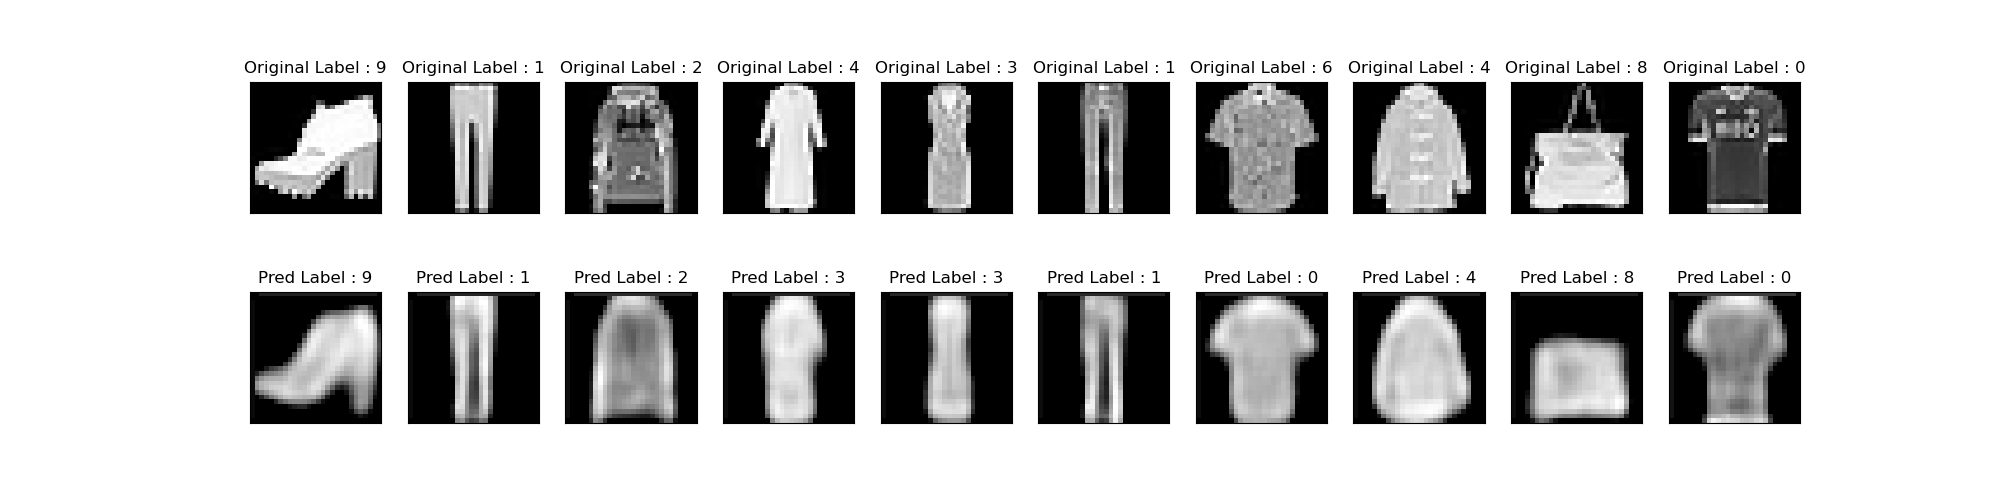 Original Label : 9 Original Label : 1 Original Label : 2 Original Label : 4 Original Label : 3 Original Label : 1 Original Label : 6 Original Label : 4 Original Label : 8 Original Label : 0
Pred Label : 9 Pred Label : 1 Pred Label : 2 Pred Label : 3 Pred Label : 3 Pred Label : 1 Pred Label : 0 Pred Label : 4 Pred Label : 8 Pred Label : 0